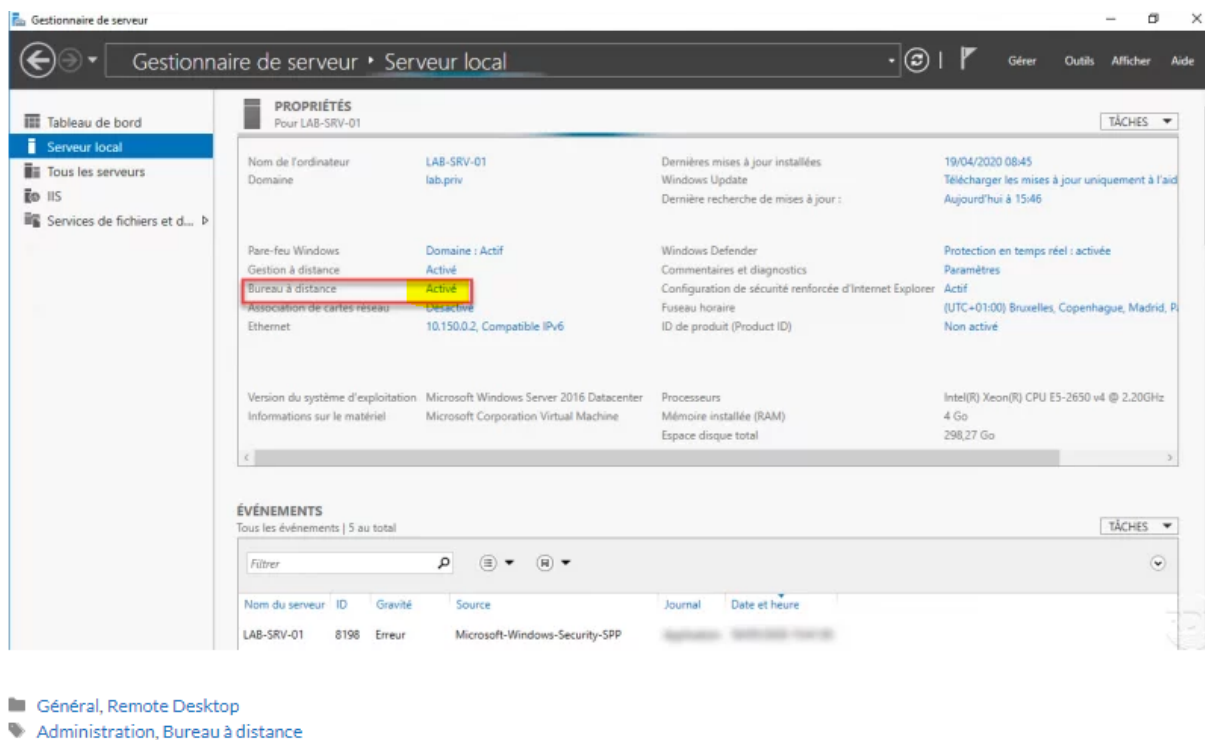 Gestionnaire de serveur
Gestionnaire de serveur • Serveur local
Gérer Outils Afficher Aide
Tableau de bord
Serveur local
Tous les serveurs
IIS
Services de fichiers et d...
PROPRIÉTÉS
Pour LAB-SRV-01
TÂCHES
Nom de l'ordinateur LAB-SRV-01 Dernières mises à jour installées 19/04/2020 08:45
Domaine lab.priv Windows Update Télécharger les mises à jour uniquement à l'aid
Dernière recherche de mises à jour : Aujourd'hui à 15:46
Pare-feu Windows Domaine : Actif Windows Defender Protection en temps réel : activée
Gestion à distance Activé Commentaires et diagnostics Paramètres
Bureau à distance Activé Configuration de sécurité renforcée d'Internet Explorer Actif
Association de cartes réseau Désactivé Fuseau horaire (UTC+01:00) Bruxelles, Copenhague, Madrid, Pa
Ethernet 10.150.0.2, Compatible IPv6 ID de produit (Product ID) Non activé
Version du système d'exploitation Microsoft Windows Server 2016 Datacenter Processeurs Intel(R) Xeon(R) CPU E5-2650 v4 @ 2.20GHz
Informations sur le matériel Microsoft Corporation Virtual Machine Mémoire installée (RAM) 4 Go
Espace disque total 298,27 Go
ÉVÉNEMENTS
Tous les événements | 5 au total
TÂCHES
Filtrer
Nom du serveur ID Gravité Source Journal Date et heure
LAB-SRV-01 8198 Erreur Microsoft-Windows-Security-SPP
Général, Remote Desktop
Administration, Bureau à distance